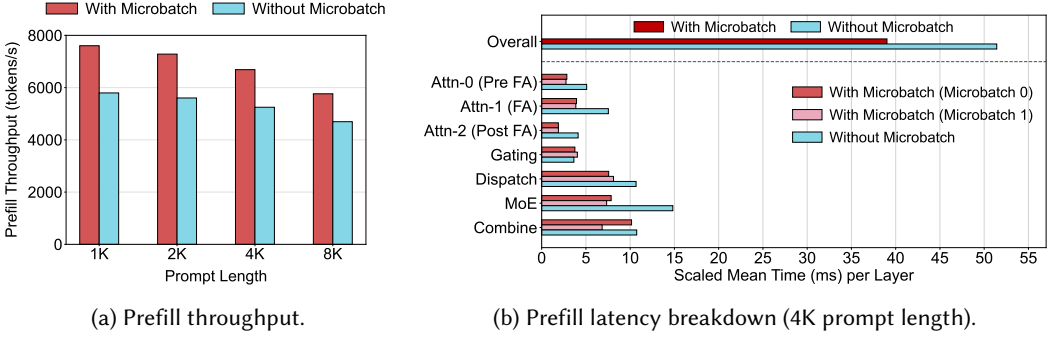 With Microbatch Without Microbatch
Prefill Throughput (tokens/s)
8000
6000
4000
2000
0
1K 2K 4K 8K
Prompt Length
(a) Prefill throughput.
With Microbatch Without Microbatch
Overall
Attn-0 (Pre FA)
Attn-1 (FA)
Attn-2 (Post FA)
Gating
Dispatch
MoE
Combine
With Microbatch (Microbatch 0)
With Microbatch (Microbatch 1)
Without Microbatch
0 5 10 15 20 25 30 35 40 45 50 55
Scaled Mean Time (ms) per Layer
(b) Prefill latency breakdown (4K prompt length).